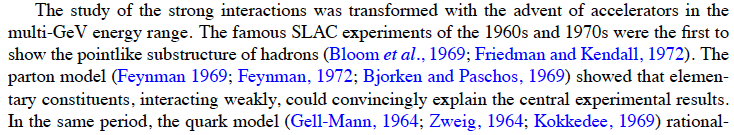 The study of the strong interactions was transformed with the advent of accelerators in the
multi-GeV energy range. The famous SLAC experiments of the 1960s and 1970s were the first to
show the pointlike substructure of hadrons (Bloom et al., 1969; Friedman and Kendall, 1972). The
parton model (Feynman 1969; Feynman, 1972; Bjorken and Paschos, 1969) showed that elemen-
tary constituents, interacting weakly, could convincingly explain the central experimental results.
In the same period, the quark model (Gell-Mann, 1964; Zweig, 1964; Kokkedee, 1969) rational-